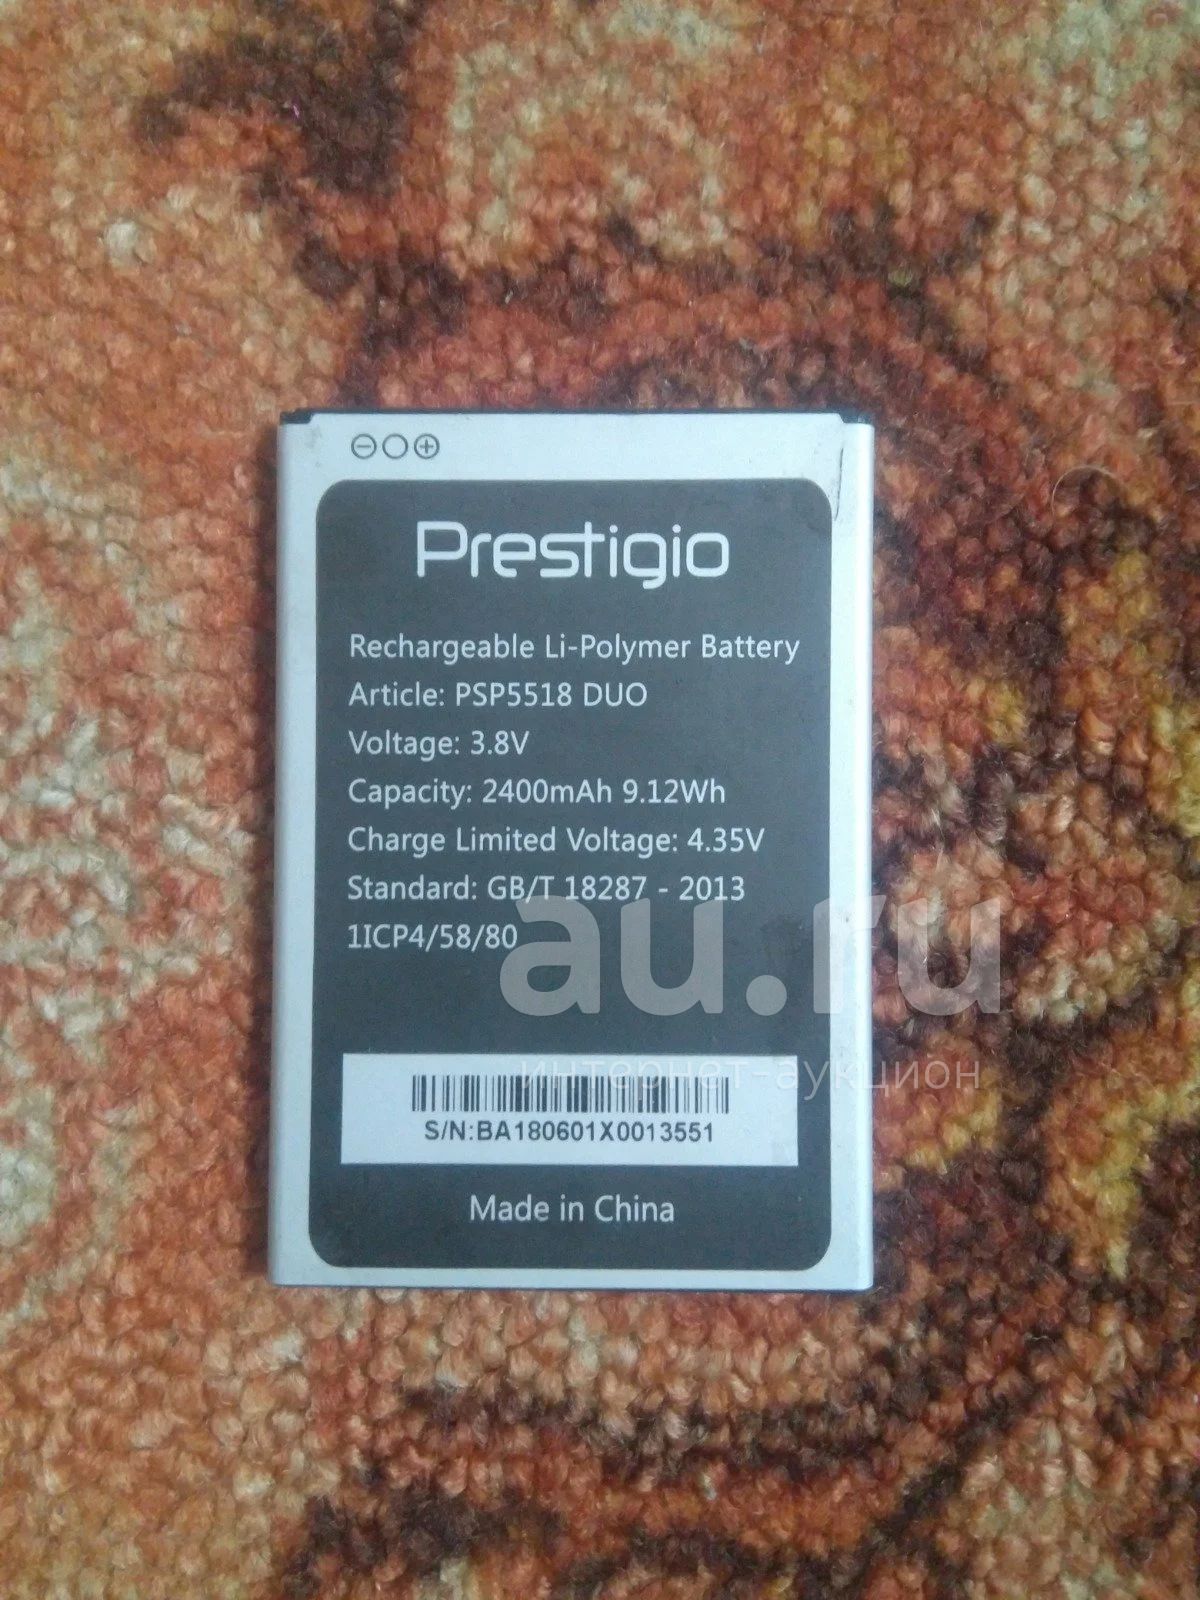 Prestigio
Rechargeable Li-Polymer Battery
Article: PSP5518 DUO
Voltage: 3.8V
Capacity: 2400mAh 9.12Wh
Charge Limited Voltage: 4.35V
Standard: GB/T 18287 - 2013
1ICP4/58/80
au.ru
интернет-аукцион
S/N:BA180601X0013551
Made in China